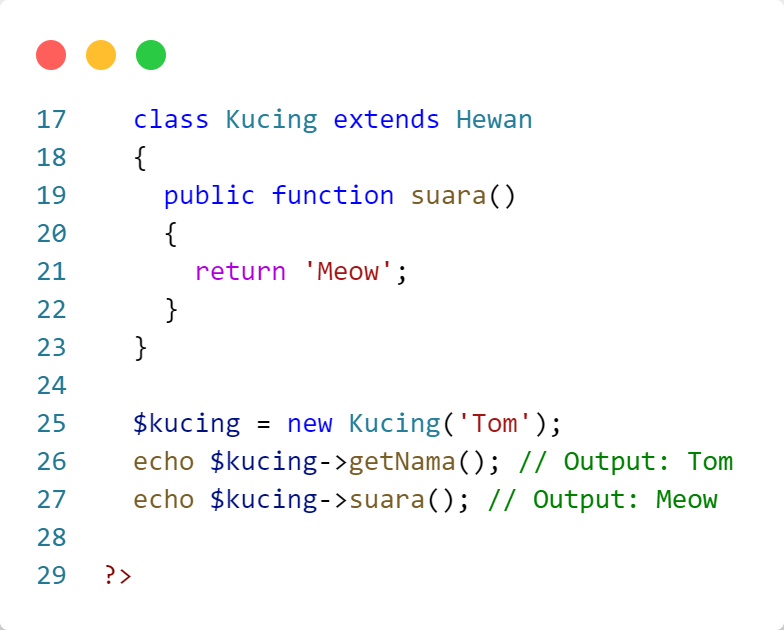 17 class Kucing extends Hewan
18 {
19 public function suara()
20 {
21 return 'Meow';
22 }
23 }
24
25 $kucing = new Kucing('Tom');
26 echo $kucing->getNama(); // Output: Tom
27 echo $kucing->suara(); // Output: Meow
28
29 ?>